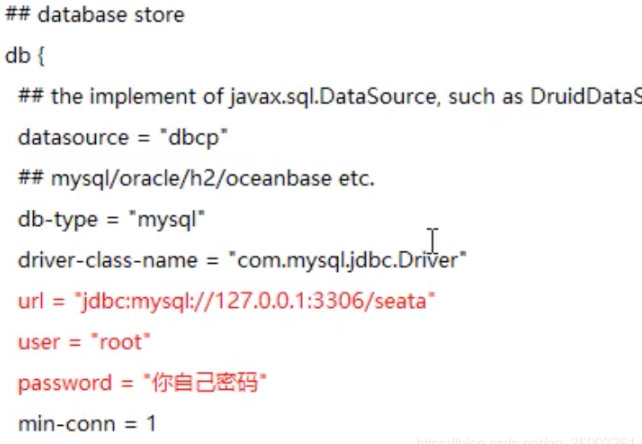 ## database store
db {
## the implement of javax.sql.DataSource, such as DruidDataS
datasource = "dbcp"
## mysql/oracle/h2/oceanbase etc.
db-type = "mysql"
driver-class-name = "com.mysql.jdbc.Driver"
url = "jdbc:mysql://127.0.0.1:3306/seata"
user = "root"
password = "你自己密码"
min-conn = 1